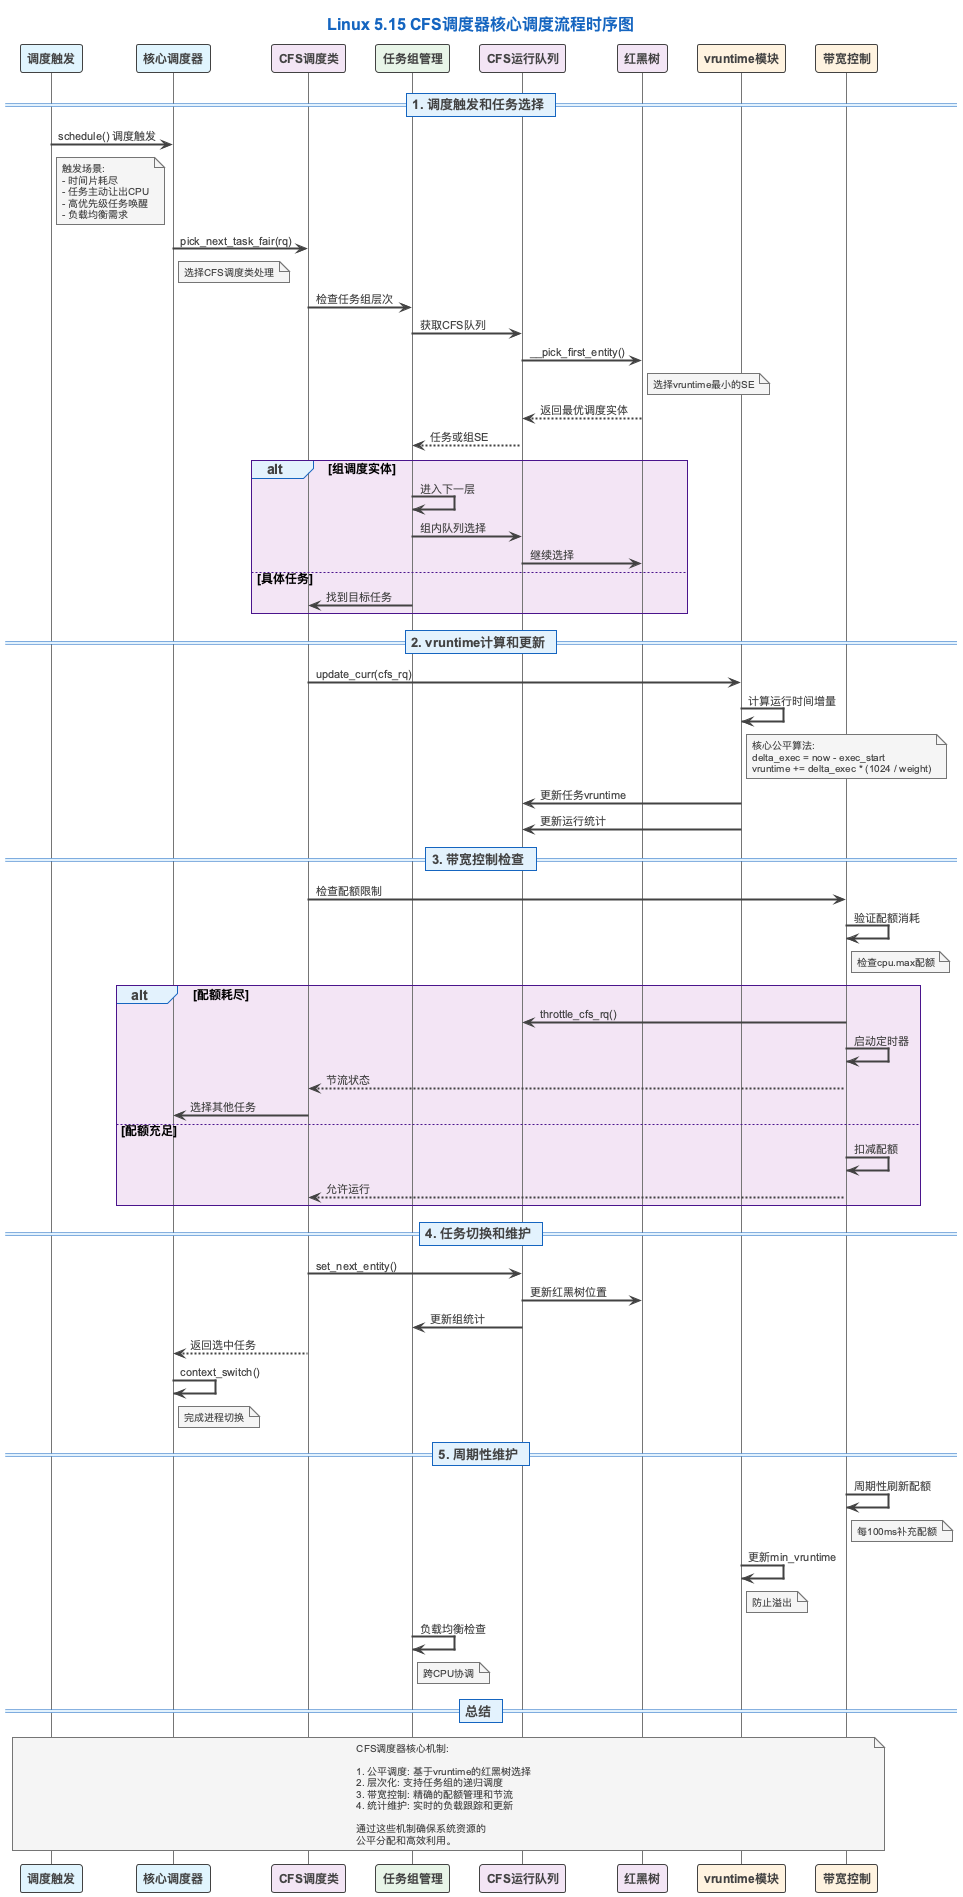 Linux 5.15 CFS调度器核心调度流程时序图
调度触发
核心调度器
CFS调度类
任务组管理
CFS运行队列
红黑树
vruntime模块
带宽控制
1. 调度触发和任务选择
schedule() 调度触发
触发场景:
- 时间片耗尽
- 任务主动让出CPU
- 高优先级任务唤醒
- 负载均衡需求
pick_next_task_fair(rq)
选择CFS调度类处理
检查任务组层次
获取CFS队列
__pick_first_entity()
选择vruntime最小的SE
返回最优调度实体
任务或组SE
alt
[组调度实体]
进入下一层
组内队列选择
继续选择
[具体任务]
找到目标任务
2. vruntime计算和更新
update_curr(cfs_rq)
计算运行时间增量
核心公平算法:
delta_exec = now - exec_start
vruntime += delta_exec * (1024 / weight)
更新任务vruntime
更新运行统计
3. 带宽控制检查
检查配额限制
验证配额消耗
检查cpu.max配额
alt
[配额耗尽]
throttle_cfs_rq()
启动定时器
节流状态
选择其他任务
[配额充足]
扣减配额
允许运行
4. 任务切换和维护
set_next_entity()
更新红黑树位置
更新组统计
返回选中任务
context_switch()
完成进程切换
5. 周期性维护
周期性刷新配额
每100ms补充配额
更新min_vruntime
防止溢出
负载均衡检查
跨CPU协调
总结
CFS调度器核心机制:
1. 公平调度: 基于vruntime的红黑树选择
2. 层次化: 支持任务组的递归调度
3. 带宽控制: 精确的配额管理和节流
4. 统计维护: 实时的负载跟踪和更新
通过这些机制确保系统资源的
公平分配和高效利用。
调度触发
核心调度器
CFS调度类
任务组管理
CFS运行队列
红黑树
vruntime模块
带宽控制